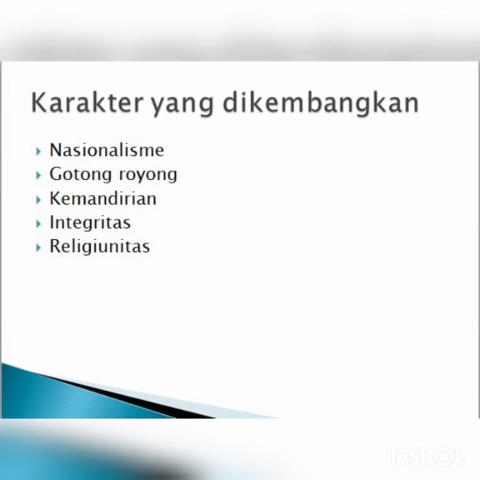 Karakter yang dikembangkan
Nasionalisme
Gotong royong
Kemandirian
Integritas
Religiunitas
InShOt